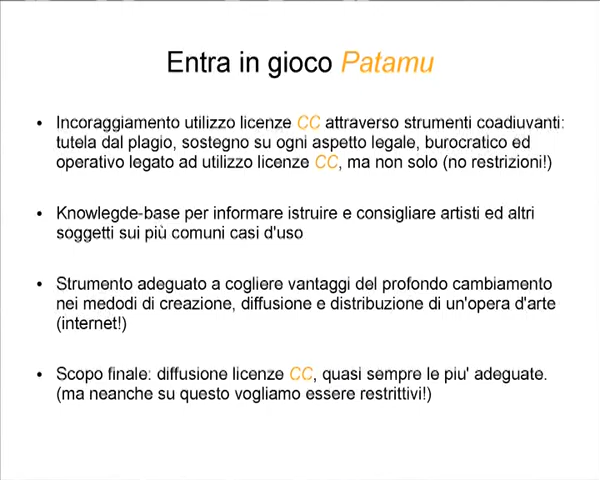 Entra in gioco Patamu
• Incoraggiamento utilizzo licenze CC attraverso strumenti coadiuvanti:
tutela dal plagio, sostegno su ogni aspetto legale, burocratico ed
operativo legato ad utilizzo licenze CC, ma non solo (no restrizioni!)
• Knowlegde-base per informare istruire e consigliare artisti ed altri
soggetti sui più comuni casi d'uso
• Strumento adeguato a cogliere vantaggi del profondo cambiamento
nei medodi di creazione, diffusione e distribuzione di un'opera d'arte
(internet!)
• Scopo finale: diffusione licenze CC, quasi sempre le piu' adeguate.
(ma neanche su questo vogliamo essere restrittivi!)